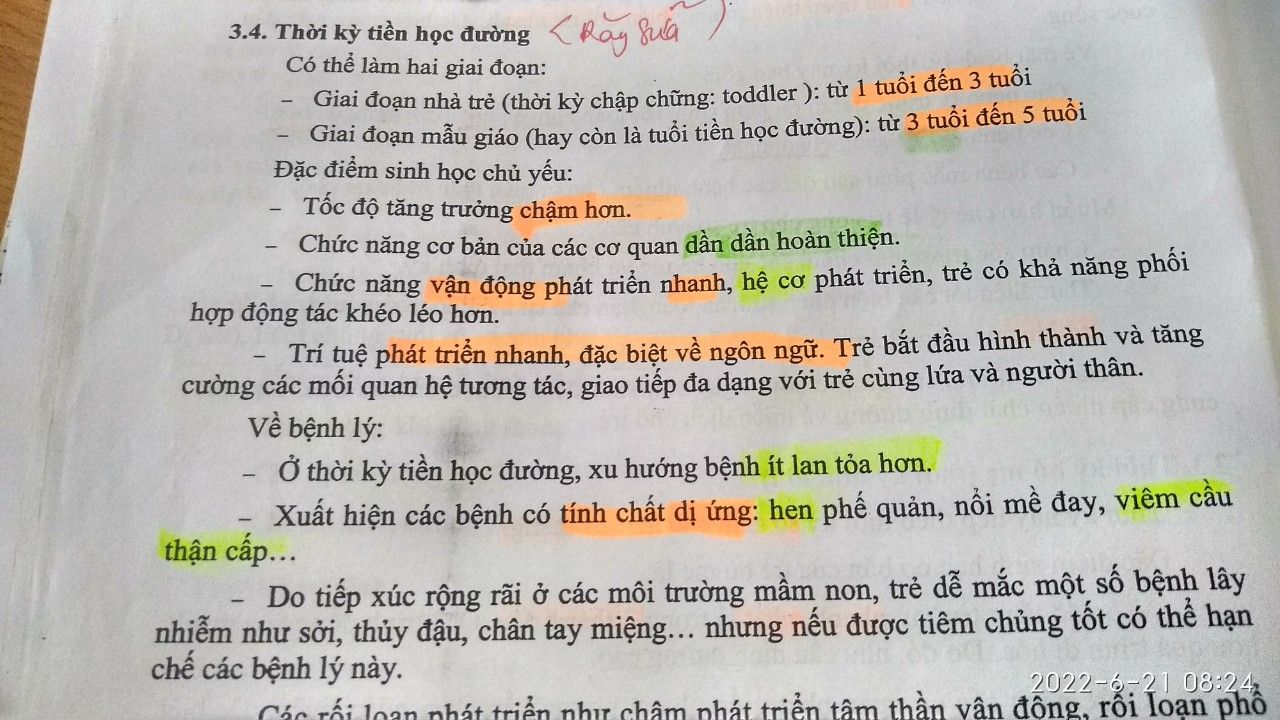 3.4. Thời kỳ tiền học đường (Răng sữa)
Có thể làm hai giai đoạn:
– Giai đoạn nhà trẻ (thời kỳ chập chững: toddler ): từ 1 tuổi đến 3 tuổi
– Giai đoạn mẫu giáo (hay còn là tuổi tiền học đường): từ 3 tuổi đến 5 tuổi
Đặc điểm sinh học chủ yếu:
– Tốc độ tăng trưởng chậm hơn.
– Chức năng cơ bản của các cơ quan dần dần hoàn thiện.
– Chức năng vận động phát triển nhanh, hệ cơ phát triển, trẻ có khả năng phối
hợp động tác khéo léo hơn.
– Trí tuệ phát triển nhanh, đặc biệt về ngôn ngữ. Trẻ bắt đầu hình thành và tăng
cường các mối quan hệ tương tác, giao tiếp đa dạng với trẻ cùng lứa và người thân.
Về bệnh lý:
– Ở thời kỳ tiền học đường, xu hướng bệnh ít lan tỏa hơn.
– Xuất hiện các bệnh có tính chất dị ứng: hen phế quản, nổi mề đay, viêm cầu
thận cấp…
– Do tiếp xúc rộng rãi ở các môi trường mầm non, trẻ dễ mắc một số bệnh lây
nhiễm như sởi, thủy đậu, chân tay miệng… nhưng nếu được tiêm chủng tốt có thể hạn
chế các bệnh lý này.
2022-6-21 08:24
Các rối loạn phát triển như chậm phát triển tâm thần vận động, rối loạn phổ